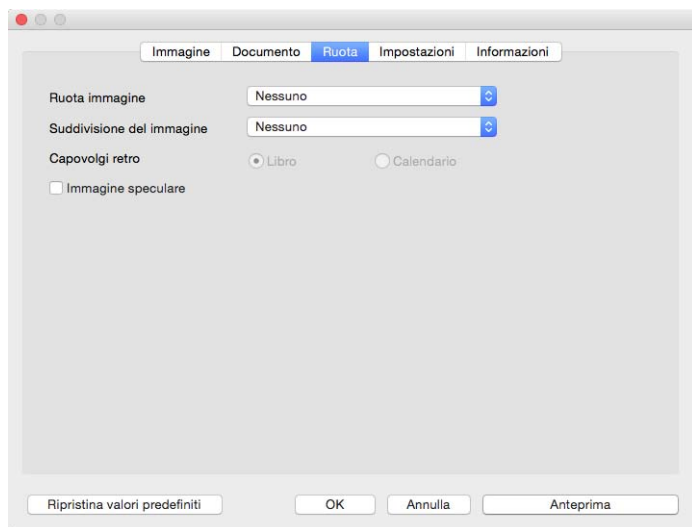 Immagine Documento Ruota Impostazioni Informazioni
Ruota immagine Nessuno
Suddivisione del immagine Nessuno
Capovolgi retro Libro Calendario
Immagine speculare
Ripristina valori predefiniti OK Annulla Anteprima